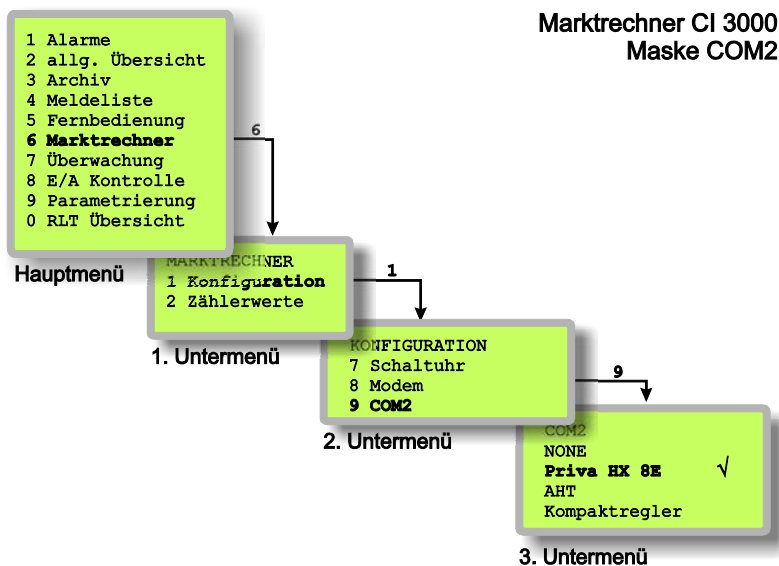 Marktrechner CI 3000
Maske COM2
1 Alarme
2 allg. Übersicht
3 Archiv
4 Meldeliste
5 Fernbedienung
6 Marktrechner
7 Überwachung
8 E/A Kontrolle
9 Parametrierung
0 RLT Übersicht
Hauptmenü
6
MARKTRECHNER
1 Konfiguration
2 Zählerwerte
1. Untermenü
1
KONFIGURATION
7 Schaltuhr
8 Modem
9 COM2
2. Untermenü
9
COM2
NONE
Priva HX 8E √
AHT
Kompaktregler
3. Untermenü